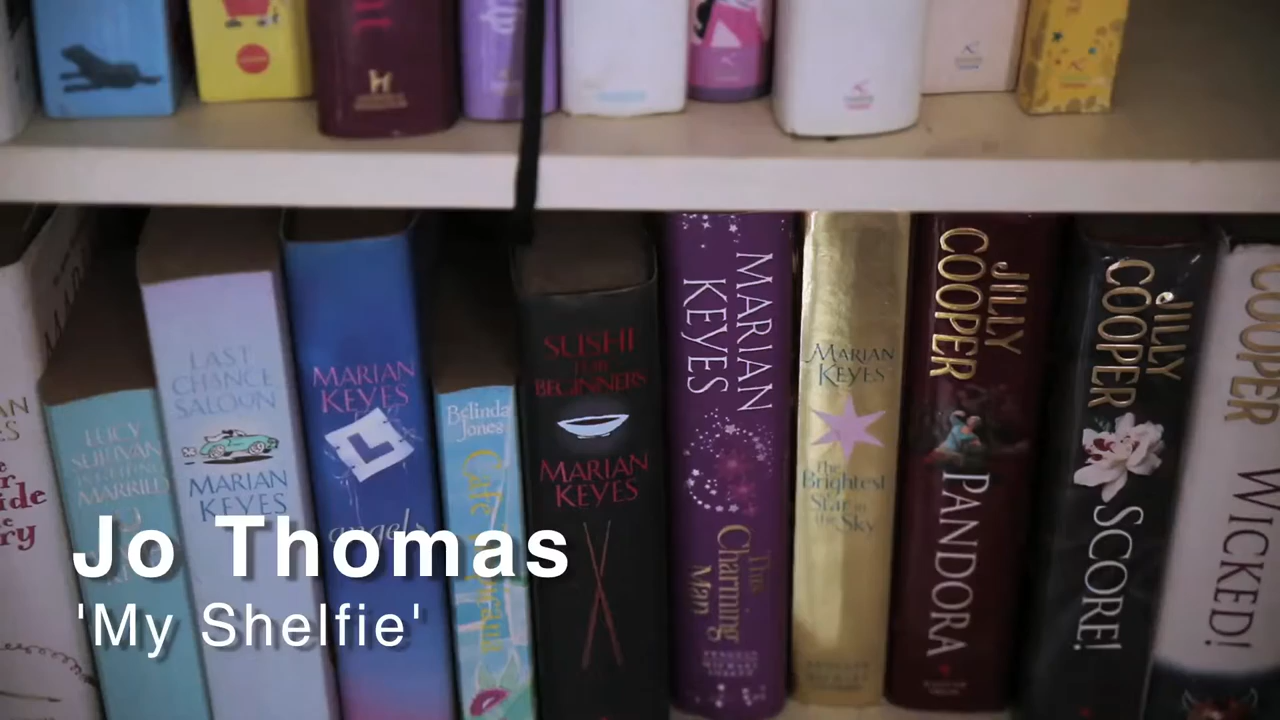 LAST
CHANCE
SALOON
MARIAN
KEYES
LUCY
SULLIVAN
MARRIED
MARIAN
KEYES
angels
Belinda
Jones
SUSHI
FOR
BEGINNERS
MARIAN
KEYES
MARIAN
KEYES
This
Charming
Man
MARIAN
KEYES
The
Brightest
Star in
the Sky
JILLY
COOPER
PANDORA
JILLY
COOPER
SCORE!
COOPER
WICKED!
Jo Thomas
'My Shelfie'